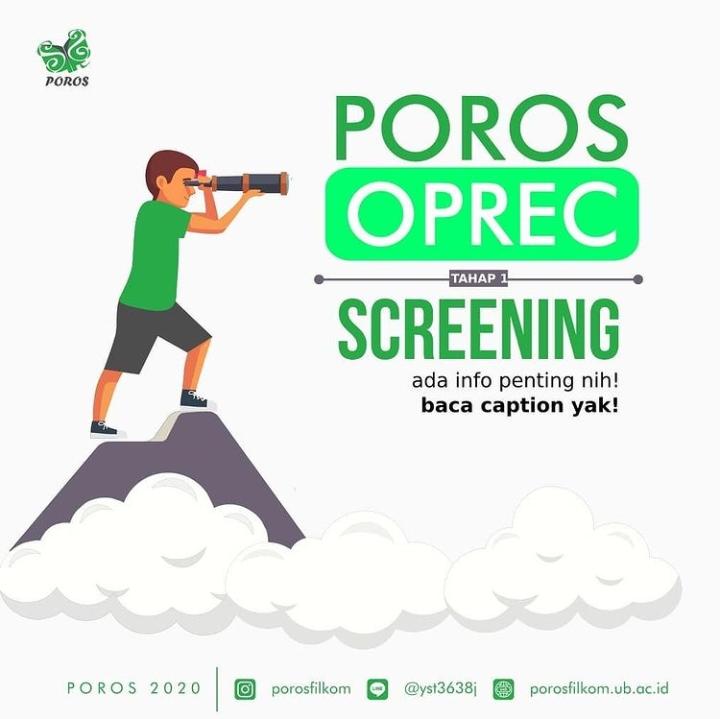 POROS
POROS
OPREC
TAHAP 1
SCREENING
ada info penting nih!
baca caption yak!
POROS 2020
porosfilkom
LINE
@yst3638j
porosfilkom.ub.ac.id